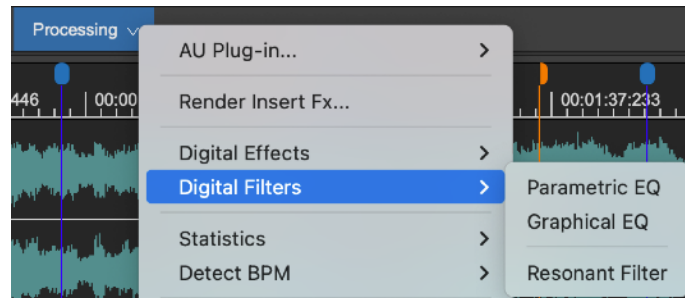 Processing
AU Plug-in...
446
00:00
Render Insert Fx...
00:01:37:233
Digital Effects
Digital Filters
Parametric EQ
Graphical EQ
Statistics
Detect BPM
Resonant Filter